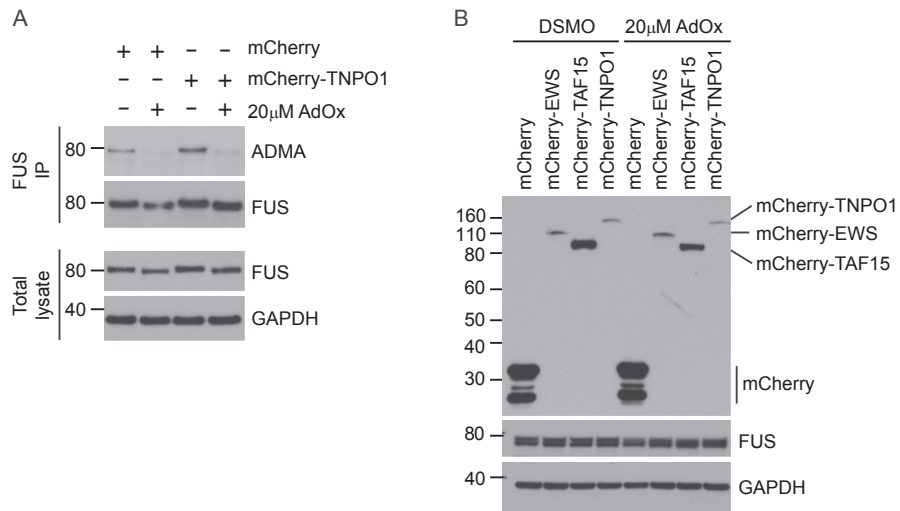 A
+ + - - mCherry
- - + + mCherry-TNPO1
- + - + 20µM AdOx
FUS
IP
80
ADMA
80
FUS
Total
lysate
80
FUS
40
GAPDH
B
DSMO
20µM AdOx
mCherry
mCherry-EWS
mCherry-TAF15
mCherry-TNPO1
mCherry
mCherry-EWS
mCherry-TAF15
mCherry-TNPO1
160
110
80
60
50
40
30
mCherry-TNPO1
mCherry-EWS
mCherry-TAF15
mCherry
80
FUS
40
GAPDH